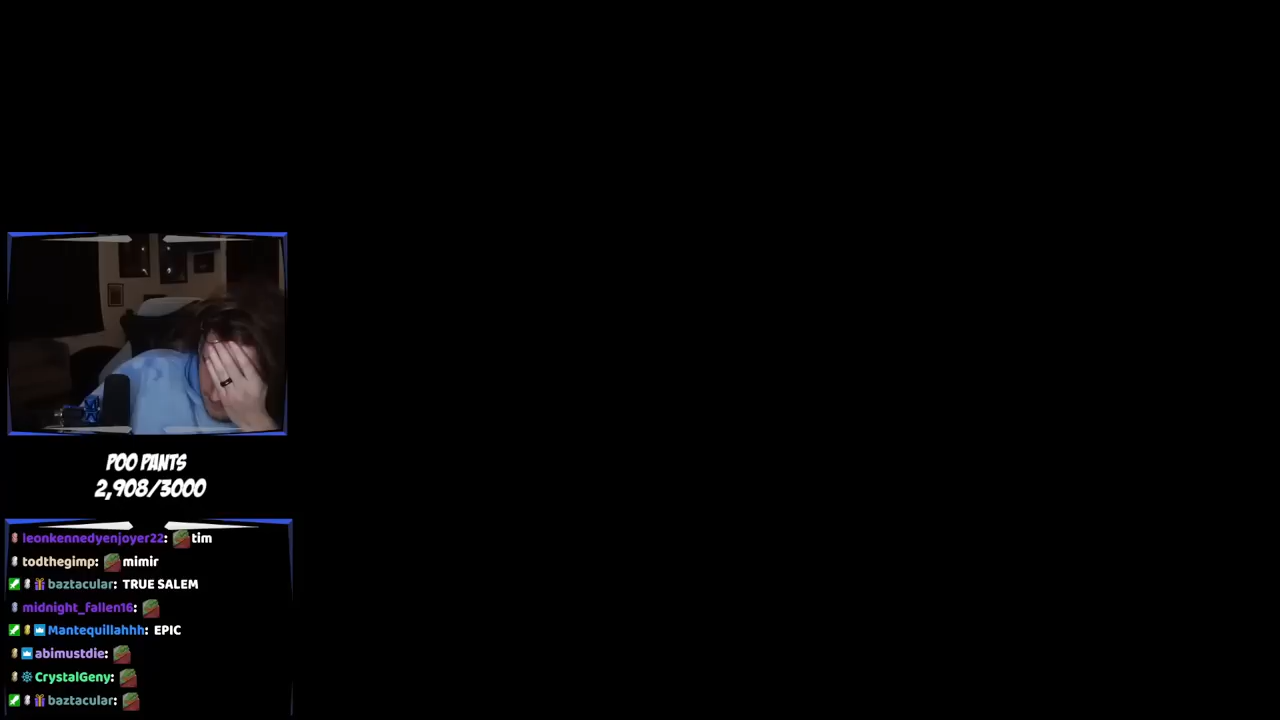 POO PANTS
2,908/3000
leonkennedyenjoyer22: tim
todthegimp: mimir
baztacular: TRUE SALEM
midnight_fallen16:
Mantequillahhh: EPIC
abimustdie:
CrystalGeny:
baztacular: